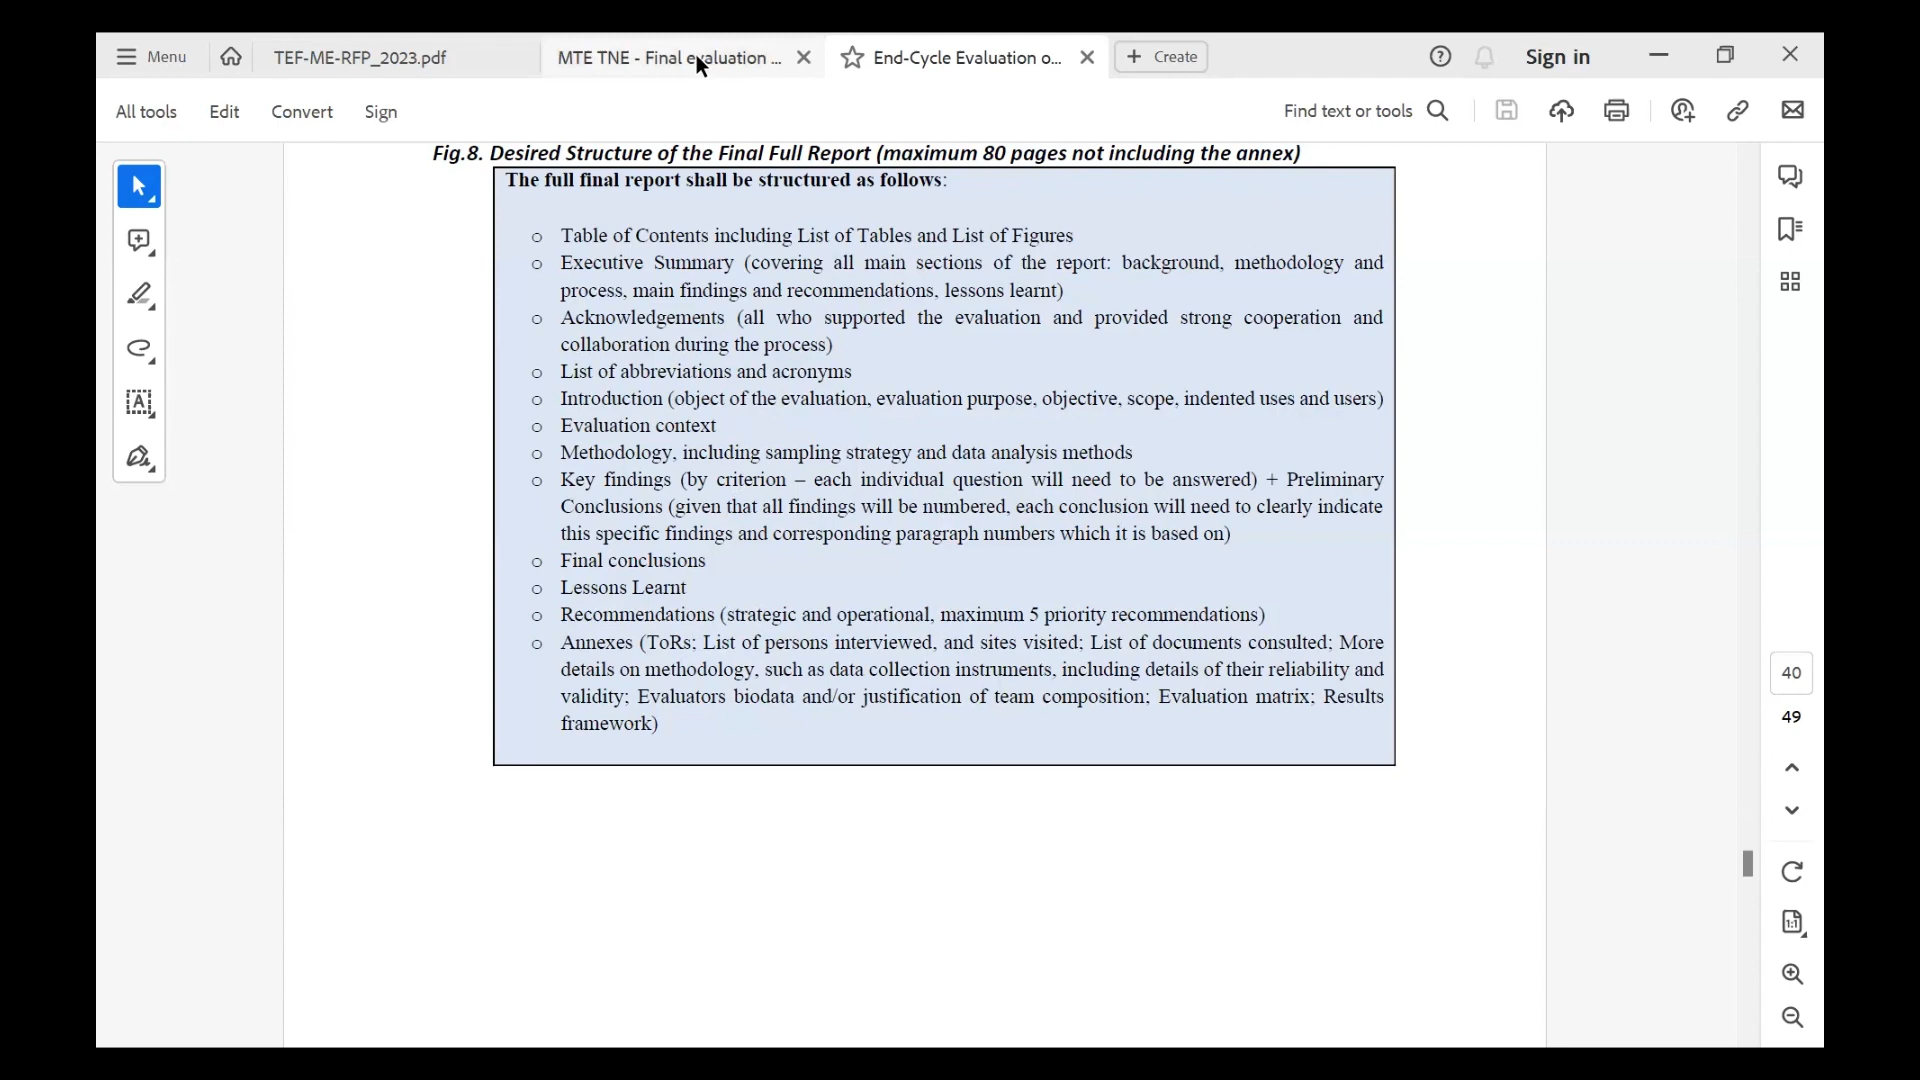 Menu
TEF-ME-RFP_2023.pdf
MTE TNE - Final evaluation ...
End-Cycle Evaluation o...
Create
Sign in
All tools
Edit
Convert
Sign
Find text or tools
Fig.8. Desired Structure of the Final Full Report (maximum 80 pages not including the annex)
The full final report shall be structured as follows:
o Table of Contents including List of Tables and List of Figures
o Executive Summary (covering all main sections of the report: background, methodology and
process, main findings and recommendations, lessons learnt)
o Acknowledgements (all who supported the evaluation and provided strong cooperation and
collaboration during the process)
o List of abbreviations and acronyms
o Introduction (object of the evaluation, evaluation purpose, objective, scope, indented uses and users)
o Evaluation context
o Methodology, including sampling strategy and data analysis methods
o Key findings (by criterion – each individual question will need to be answered) + Preliminary
Conclusions (given that all findings will be numbered, each conclusion will need to clearly indicate
this specific findings and corresponding paragraph numbers which it is based on)
o Final conclusions
o Lessons Learnt
o Recommendations (strategic and operational, maximum 5 priority recommendations)
o Annexes (ToRs; List of persons interviewed, and sites visited; List of documents consulted; More
details on methodology, such as data collection instruments, including details of their reliability and
validity; Evaluators biodata and/or justification of team composition; Evaluation matrix; Results
framework)
40
49
1:1